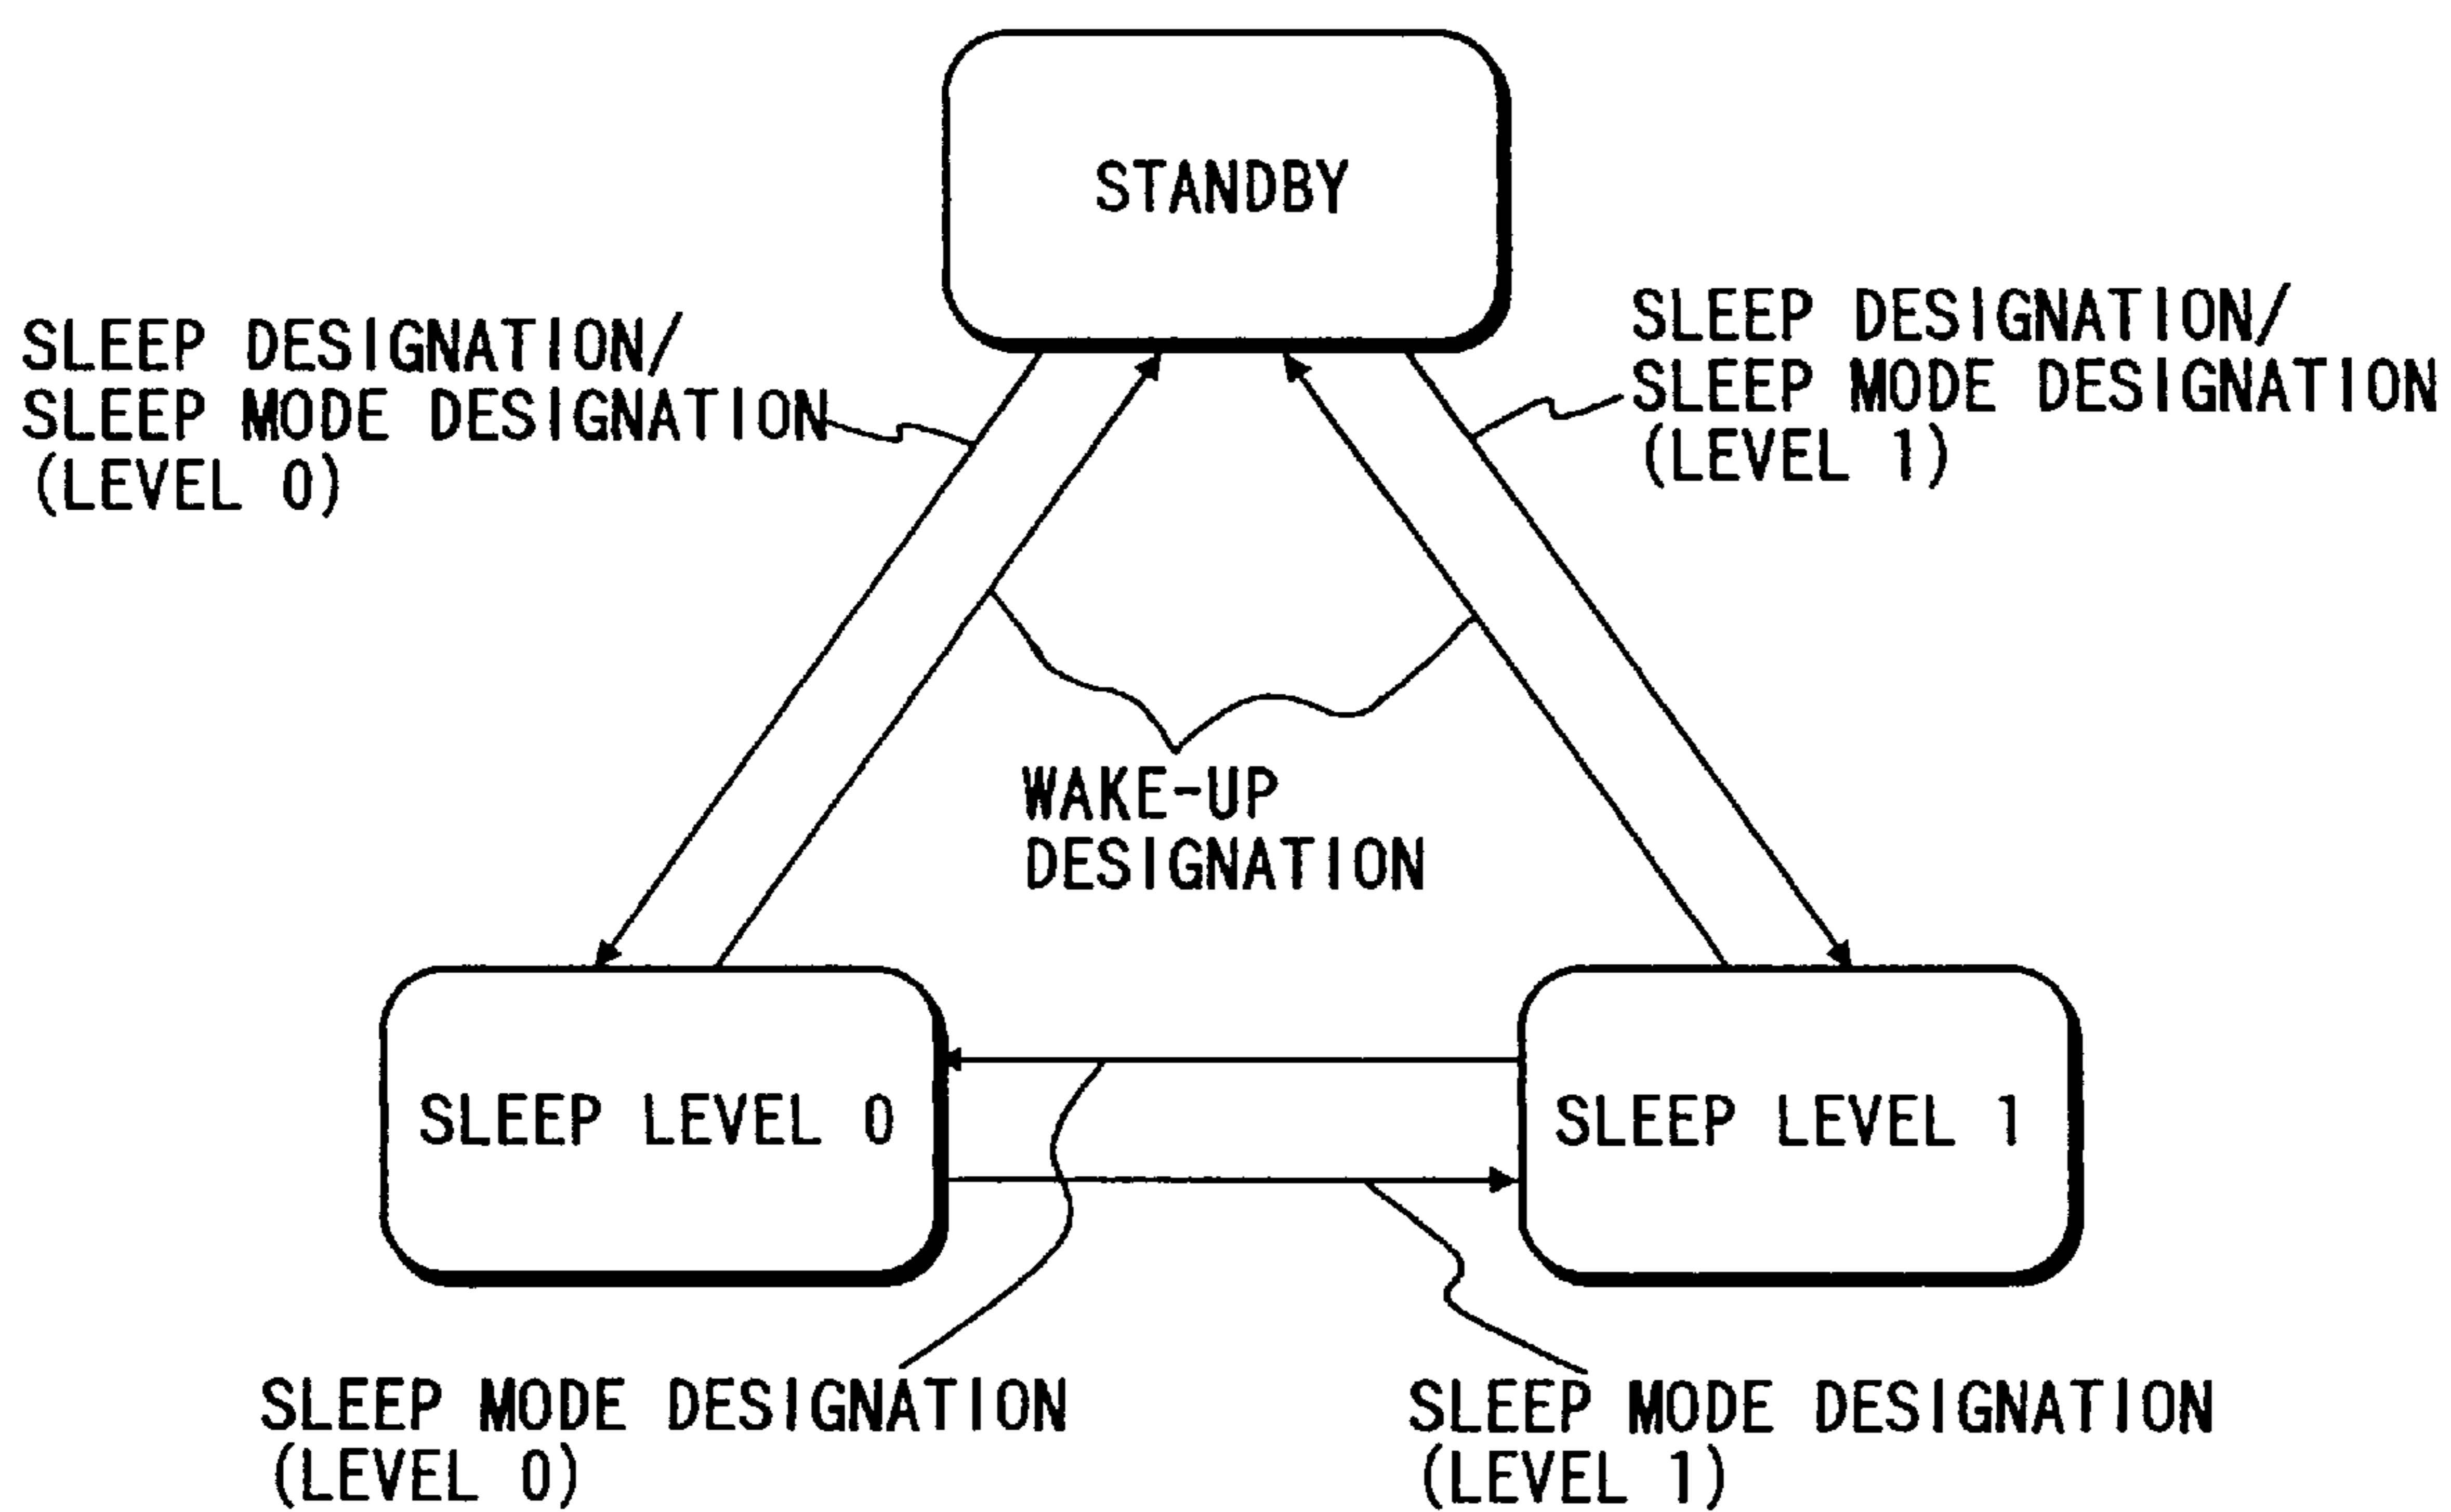 STANDBY
SLEEP DESIGNATION/
SLEEP MODE DESIGNATION
(LEVEL 0)
SLEEP DESIGNATION/
SLEEP MODE DESIGNATION
(LEVEL 1)
WAKE-UP
DESIGNATION
SLEEP LEVEL 0
SLEEP LEVEL 1
SLEEP MODE DESIGNATION
(LEVEL 0)
SLEEP MODE DESIGNATION
(LEVEL 1)